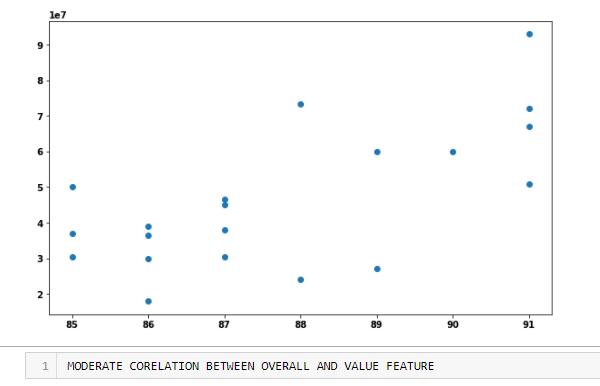 1e7
9
8
7
6
5
4
3
2
85 86 87 88 89 90 91
1 MODERATE CORELATION BETWEEN OVERALL AND VALUE FEATURE